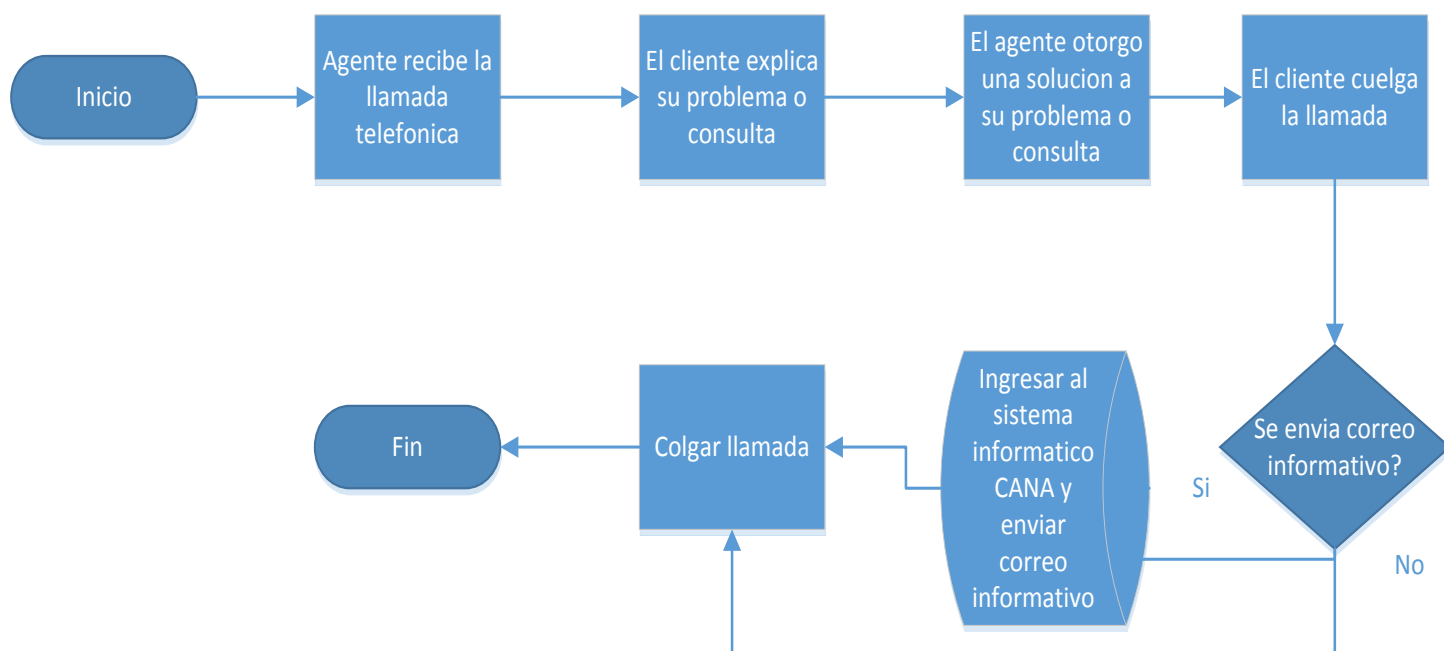 Inicio
Agente recibe la
llamada
telefonica
El cliente explica
su problema o
consulta
El agente otorgo
una solucion a
su problema o
consulta
El cliente cuelga
la llamada
Se envia correo
informativo?
Si
No
Ingresar al
sistema
informatico
CANA y
enviar
correo
informativo
Colgar llamada
Fin